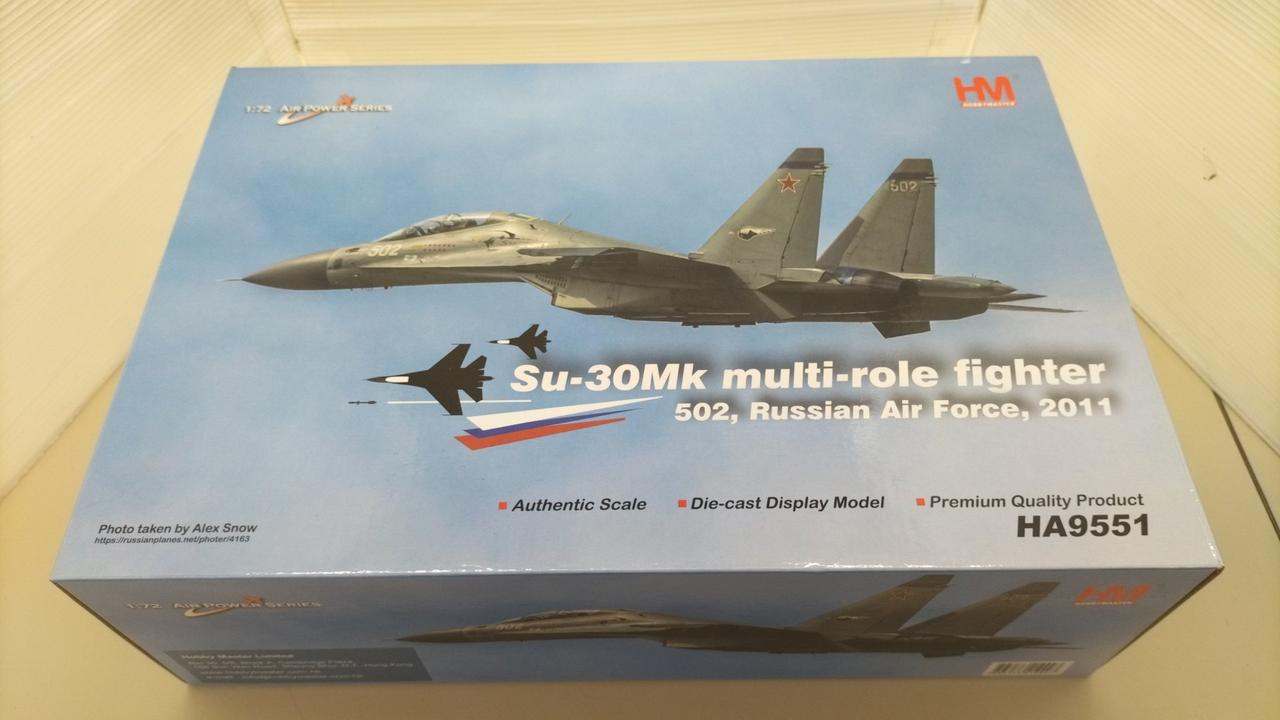 1:72 AIR POWER SERIES
HM
HOBBYMASTER
502
502
Su-30Mk multi-role fighter
502, Russian Air Force, 2011
Authentic Scale
Die-cast Display Model
Premium Quality Product
HA9551
Photo taken by Alex Snow
https://russianplanes.net/photer/4163
1:72 AIR POWER SERIES
HM
HOBBYMASTER
502
Hobby Master Limited